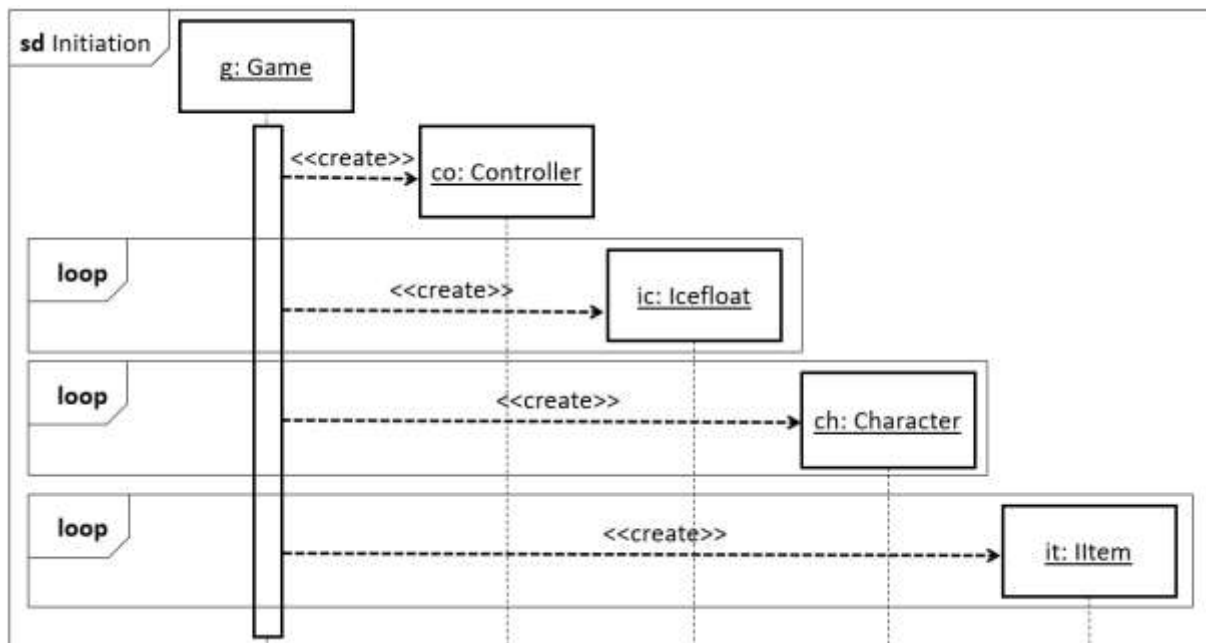 sd Initiation
g: Game
<<create>>
co: Controller
loop
<<create>>
ic: Icefloat
loop
<<create>>
ch: Character
loop
<<create>>
it: IItem